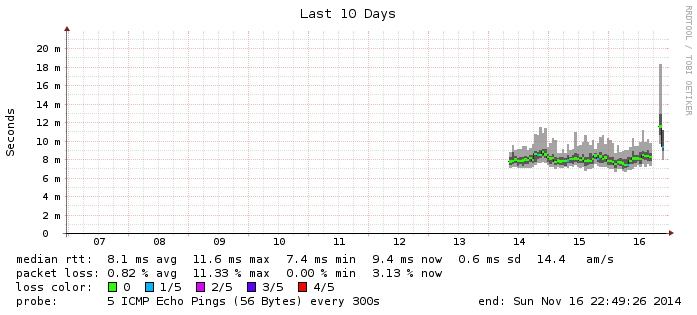 Last 10 Days
RRDTOOL / TOBI OETIKER
Seconds
20 m
18 m
16 m
14 m
12 m
10 m
8 m
6 m
4 m
2 m
0
07 08 09 10 11 12 13 14 15 16
median rtt: 8.1 ms avg 11.6 ms max 7.4 ms min 9.4 ms now 0.6 ms sd 14.4 am/s
packet loss: 0.82 % avg 11.33 % max 0.00 % min 3.13 % now
loss color: 0 1/5 2/5 3/5 4/5
probe: 5 ICMP Echo Pings (56 Bytes) every 300s end: Sun Nov 16 22:49:26 2014